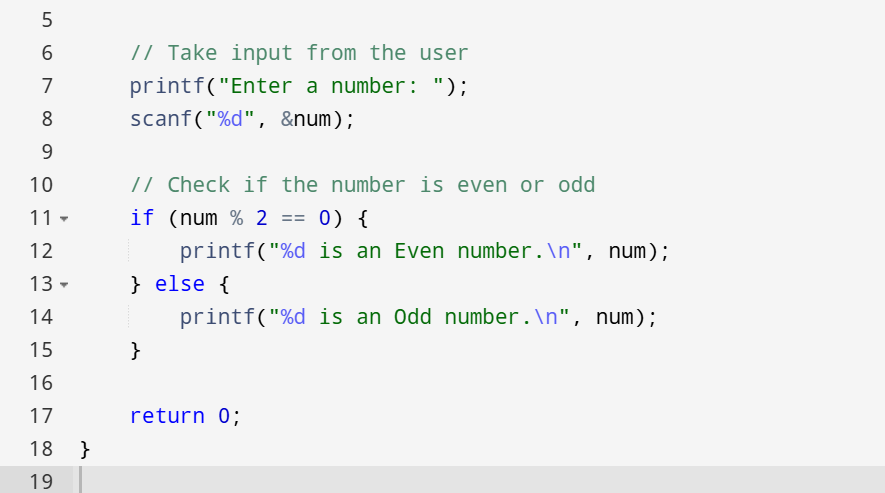 5
6     // Take input from the user
7     printf("Enter a number: ");
8     scanf("%d", &num);
9
10     // Check if the number is even or odd
11     if (num % 2 == 0) {
12         printf("%d is an Even number.\n", num);
13     } else {
14         printf("%d is an Odd number.\n", num);
15     }
16
17     return 0;
18 }
19